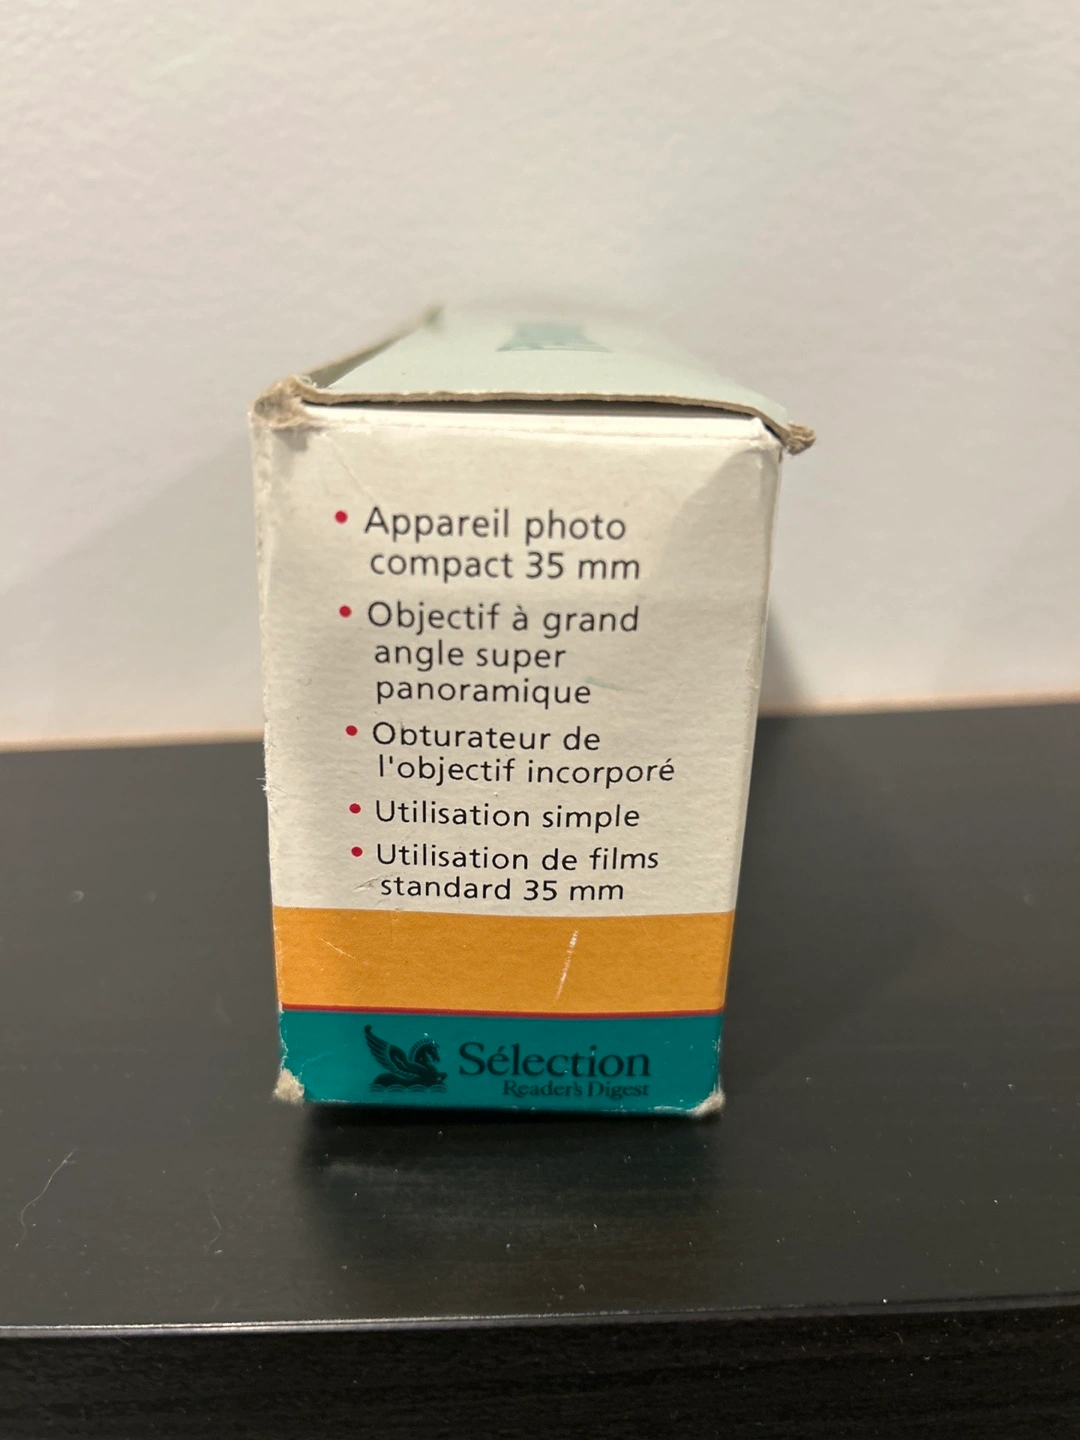 • Appareil photo
compact 35 mm
• Objectif à grand
angle super
panoramique
• Obturateur de
l'objectif incorporé
• Utilisation simple
• Utilisation de films
standard 35 mm
Sélection
Reader's Digest